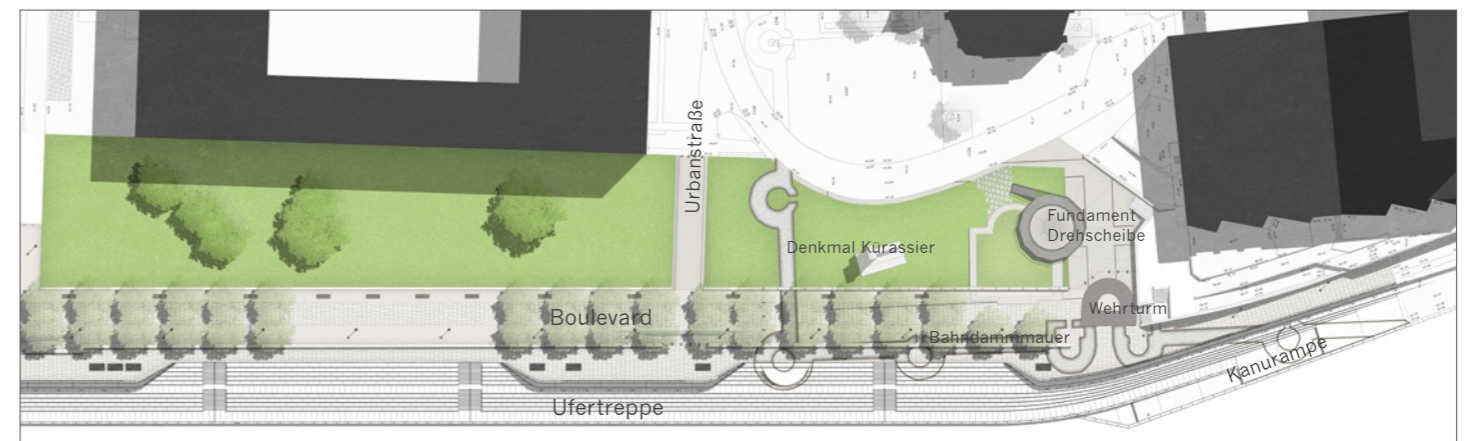 Urbanstraße
Fundament
Drehscheibe
Denkmal Kürassier
Wehrturm
Boulevard
Bahndammmauer
Kanurampe
Ufertreppe